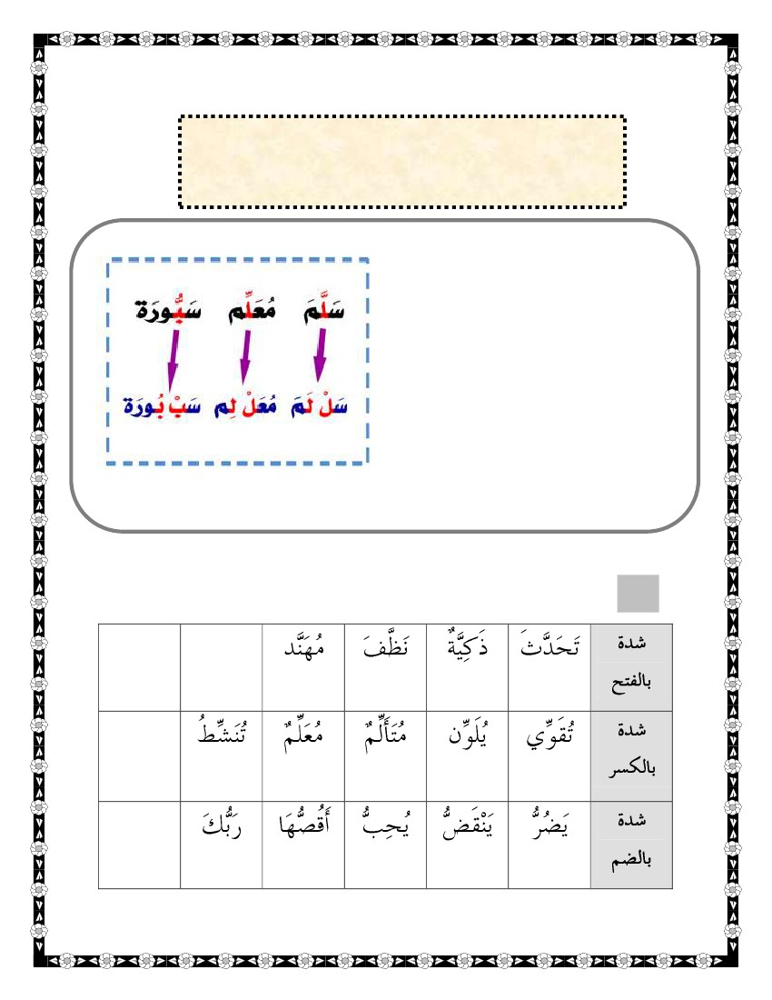 سَلَّمَ مُعَلِّم سَبُّورَة
سَلْ لَمَ مُعَلْ لِم سَبْ بُورَة
شدة بالفتح تَحَدَّثَ ذَكِيَّةٌ نَظَّفَ مُهَنَّد
شدة بالكسر تُقَوِّي يُلَوِّن مُتَأَلِّمٌ مُعَلِّمٌ تُنَشِّطُ
شدة بالضم يَضُرُّ يَنْقَضُّ يُحِبُّ أَقُصُّهَا رَبُّكَ